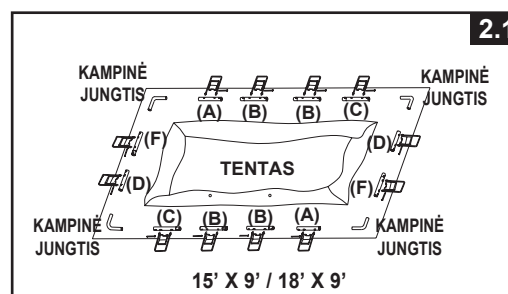 2.1
KAMPINĖ
JUNGTIS
KAMPINĖ
JUNGTIS
(A) (B) (B) (C)
(F) (D)
TENTAS
(D) (F)
(C) (B) (B) (A)
KAMPINĖ
JUNGTIS
KAMPINĖ
JUNGTIS
15’ X 9’ / 18’ X 9’